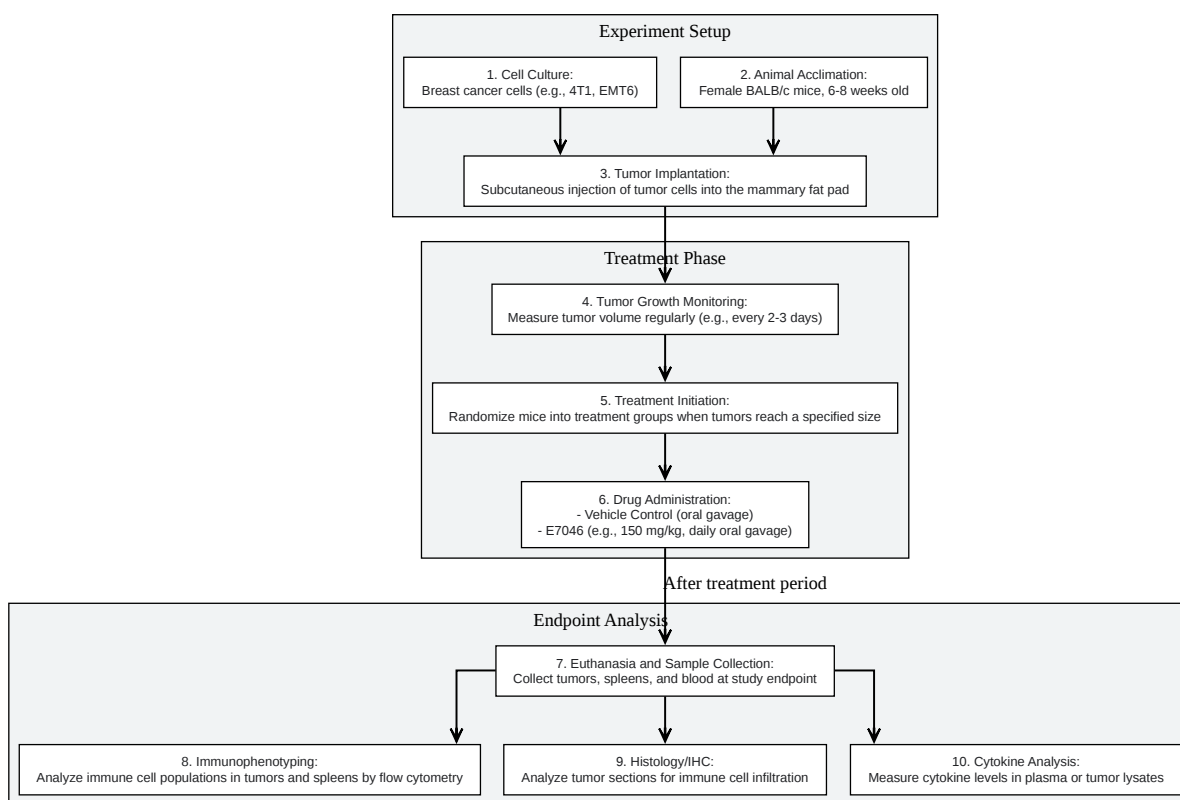 Experiment Setup
1. Cell Culture:
Breast cancer cells (e.g., 4T1, EMT6)
2. Animal Acclimation:
Female BALB/c mice, 6-8 weeks old
3. Tumor Implantation:
Subcutaneous injection of tumor cells into the mammary fat pad
Treatment Phase
4. Tumor Growth Monitoring:
Measure tumor volume regularly (e.g., every 2-3 days)
5. Treatment Initiation:
Randomize mice into treatment groups when tumors reach a specified size
6. Drug Administration:
- Vehicle Control (oral gavage)
- E7046 (e.g., 150 mg/kg, daily oral gavage)
After treatment period
Endpoint Analysis
7. Euthanasia and Sample Collection:
Collect tumors, spleens, and blood at study endpoint
8. Immunophenotyping:
Analyze immune cell populations in tumors and spleens by flow cytometry
9. Histology/IHC:
Analyze tumor sections for immune cell infiltration
10. Cytokine Analysis:
Measure cytokine levels in plasma or tumor lysates